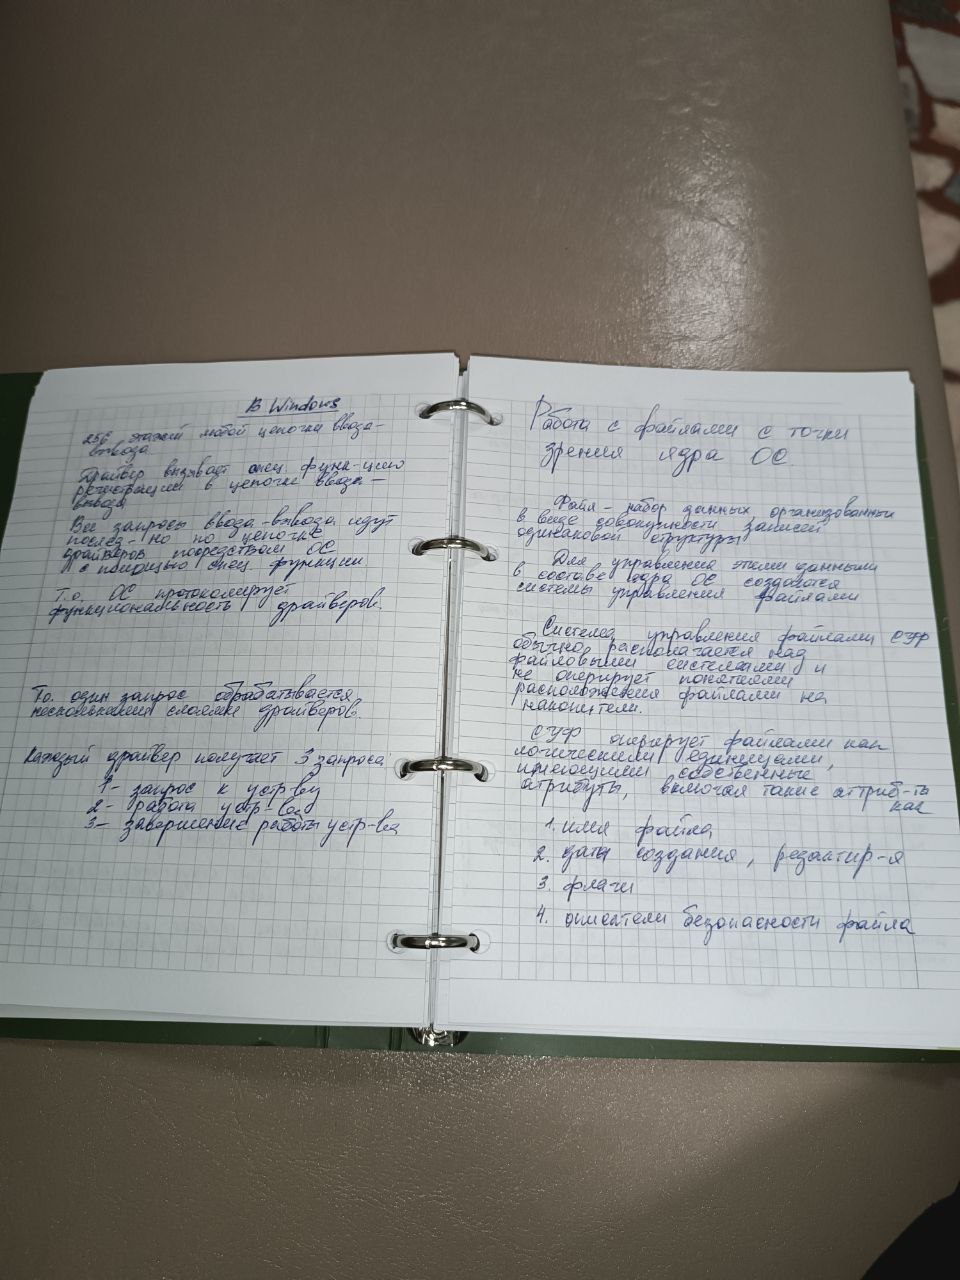 В Windows
256 этажей любой цепочки ввода-
вывода
Драйвер вызывает спец. функ-цию
регистрации в цепочке ввода-
вывода
Все запросы ввода-вывода идут
послед-но по цепочке
драйверов посредством ОС
с помощью спец. функции.
Т.о. ОС протоколирует
функциональность драйверов.
Т.о. один запрос обрабатывается
несколькими слоями драйверов.
Каждый драйвер получает 3 запроса
1- запрос к устр-ву
2- работа устр-ва
3- завершение работы устр-ва
Работа с файлами с точки
зрения ядра ОС.
Файл - набор данных организованный
в виде совокупности записей
одинаковой структуры
Для управления этими данными
в составе ядра ОС создаются
системы управления файлами
Система управления файлами СУФ
обычно располагается над
файловыми системами и
не оперирует понятиями
расположения файлами на
накопители.
СУФ оперирует файлами как
логическими единицами,
собственные
атрибуты, включая такие аттриб-ты
как
1. имя файла
2. даты создания, редактир-я
3. флаги
4. описатели безопасности файла